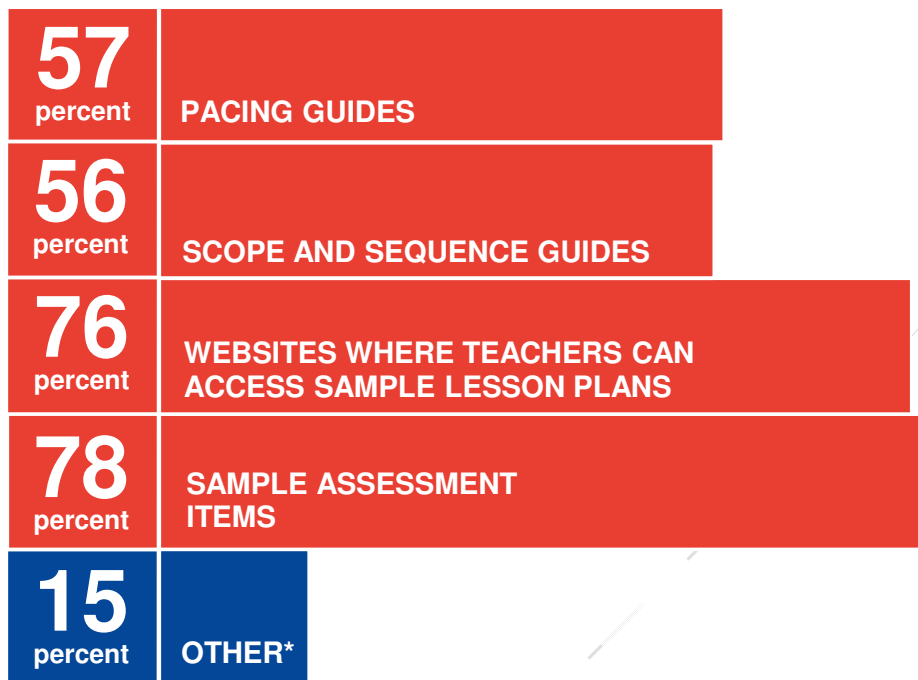 57
percent
PACING GUIDES
56
percent
SCOPE AND SEQUENCE GUIDES
76
percent
WEBSITES WHERE TEACHERS CAN
ACCESS SAMPLE LESSON PLANS
78
percent
SAMPLE ASSESSMENT
ITEMS
15
percent
OTHER*